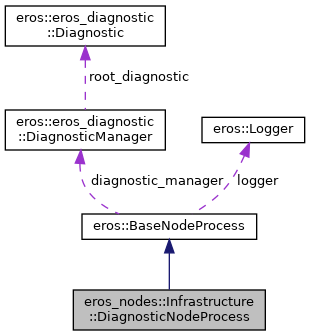 eros::eros_diagnostic
::Diagnostic
root_diagnostic
eros::eros_diagnostic
::DiagnosticManager
eros::Logger
diagnostic_manager
logger
eros::BaseNodeProcess
eros_nodes::Infrastructure
::DiagnosticNodeProcess